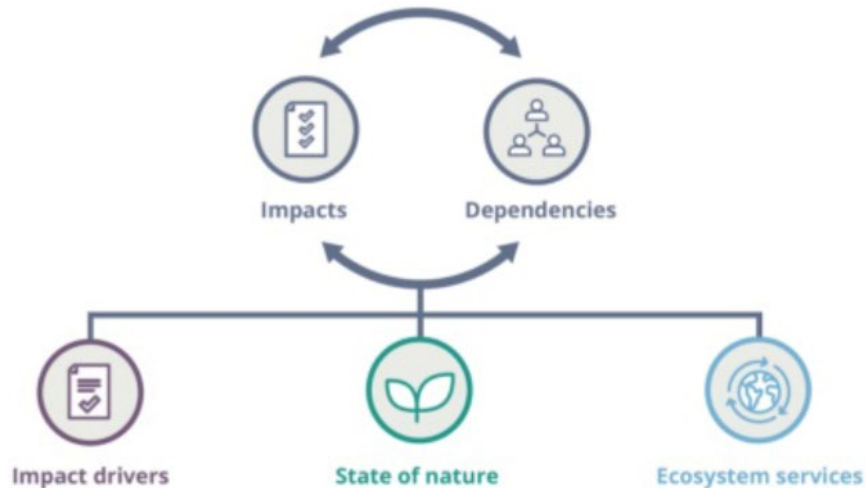 Impacts
Dependencies
Impact drivers
State of nature
Ecosystem services